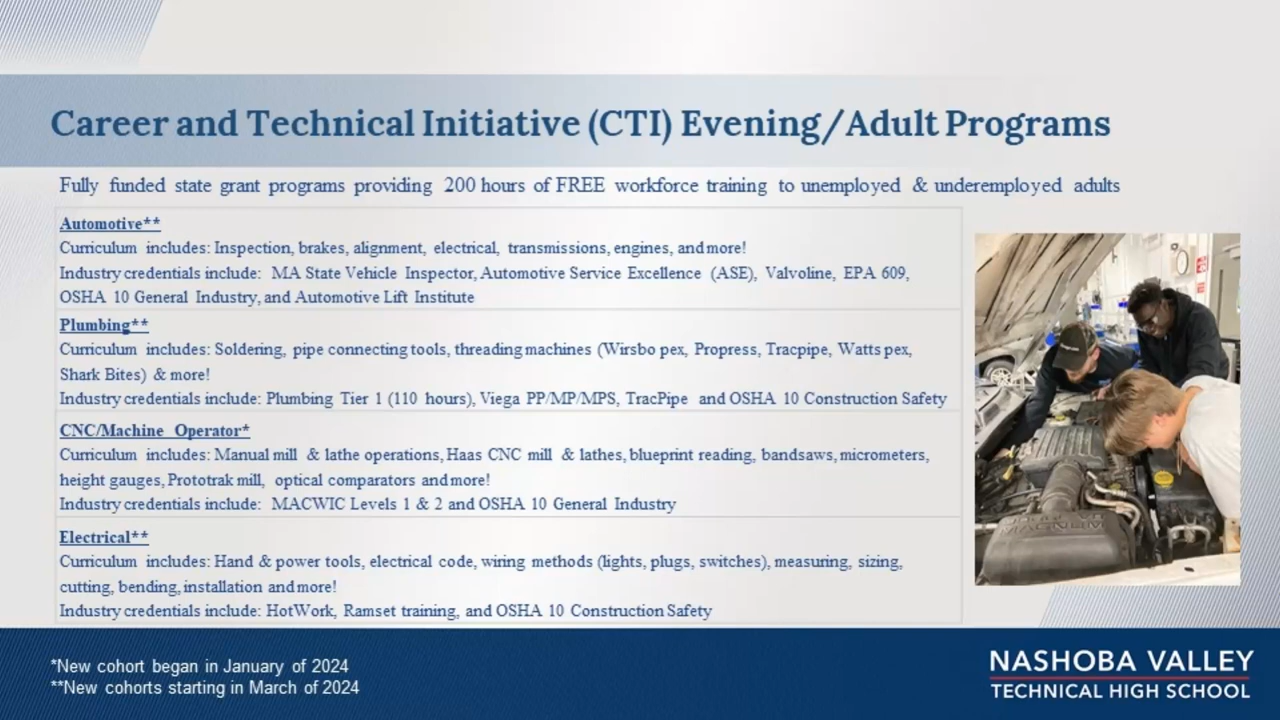 Career and Technical Initiative (CTI) Evening/Adult Programs
Fully funded state grant programs providing 200 hours of FREE workforce training to unemployed & underemployed adults
Automotive**
Curriculum includes: Inspection, brakes, alignment, electrical, transmissions, engines, and more!
Industry credentials include: MA State Vehicle Inspector, Automotive Service Excellence (ASE), Valvoline, EPA 609,
OSHA 10 General Industry, and Automotive Lift Institute
Plumbing**
Curriculum includes: Soldering, pipe connecting tools, threading machines (Wirsbo pex, Propress, Tracpipe, Watts pex,
Shark Bites) & more!
Industry credentials include: Plumbing Tier 1 (110 hours), Viega PP/MP/MPS, TracPipe and OSHA 10 Construction Safety
CNC/Machine Operator*
Curriculum includes: Manual mill & lathe operations, Haas CNC mill & lathes, blueprint reading, bandsaws, micrometers,
height gauges, Prototrak mill, optical comparators and more!
Industry credentials include: MACWIC Levels 1 & 2 and OSHA 10 General Industry
Electrical**
Curriculum includes: Hand & power tools, electrical code, wiring methods (lights, plugs, switches), measuring, sizing,
cutting, bending, installation and more!
Industry credentials include: HotWork, Ramset training, and OSHA 10 Construction Safety
MAGNUM
*New cohort began in January of 2024
**New cohorts starting in March of 2024
NASHOBA VALLEY
TECHNICAL HIGH SCHOOL